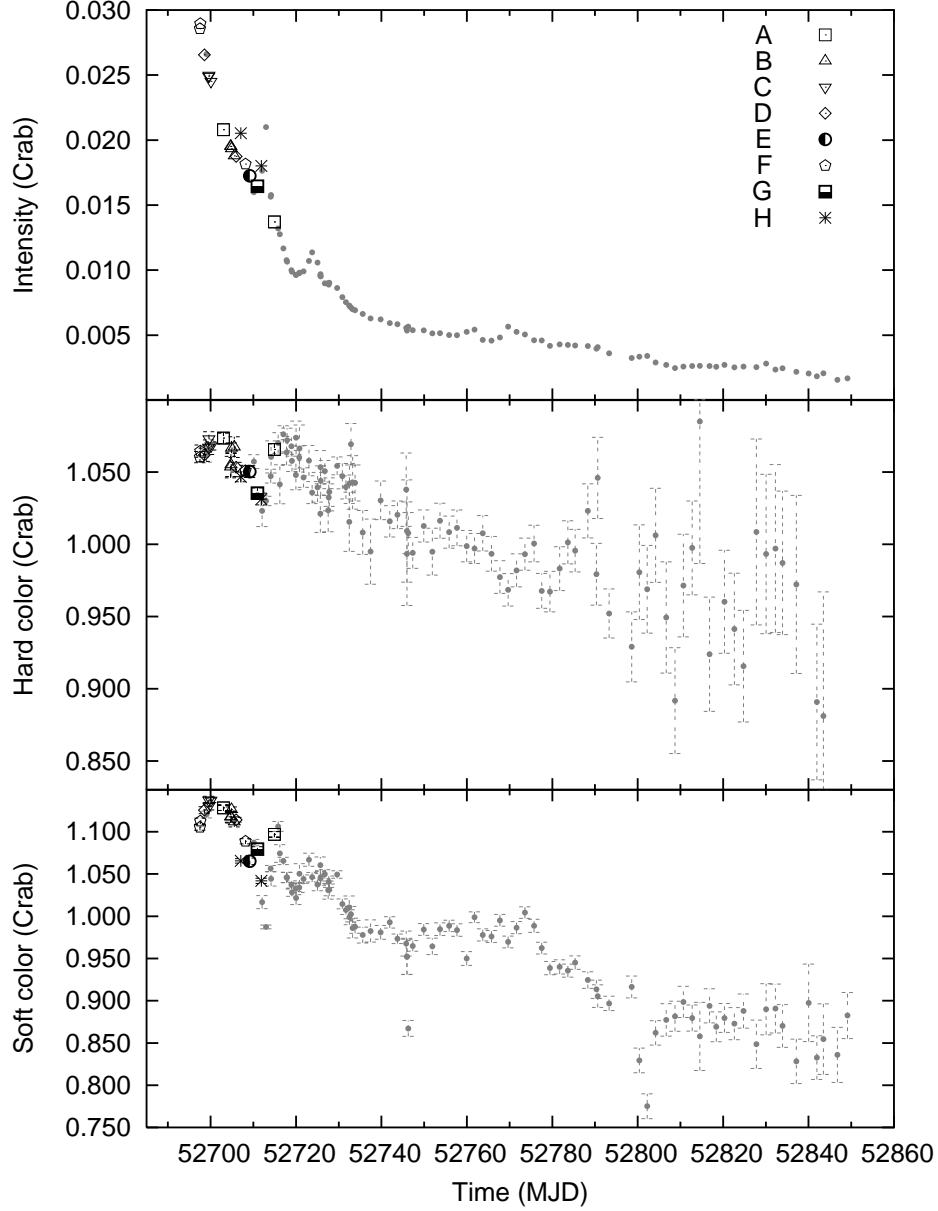 0.030
0.025
0.020
0.015
0.010
0.005
Intensity (Crab)
A
B
C
D
E
F
G
H
1.050
1.000
0.950
0.900
0.850
Hard color (Crab)
1.100
1.050
1.000
0.950
0.900
0.850
0.800
0.750
Soft color (Crab)
52700 52720 52740 52760 52780 52800 52820 52840 52860
Time (MJD)